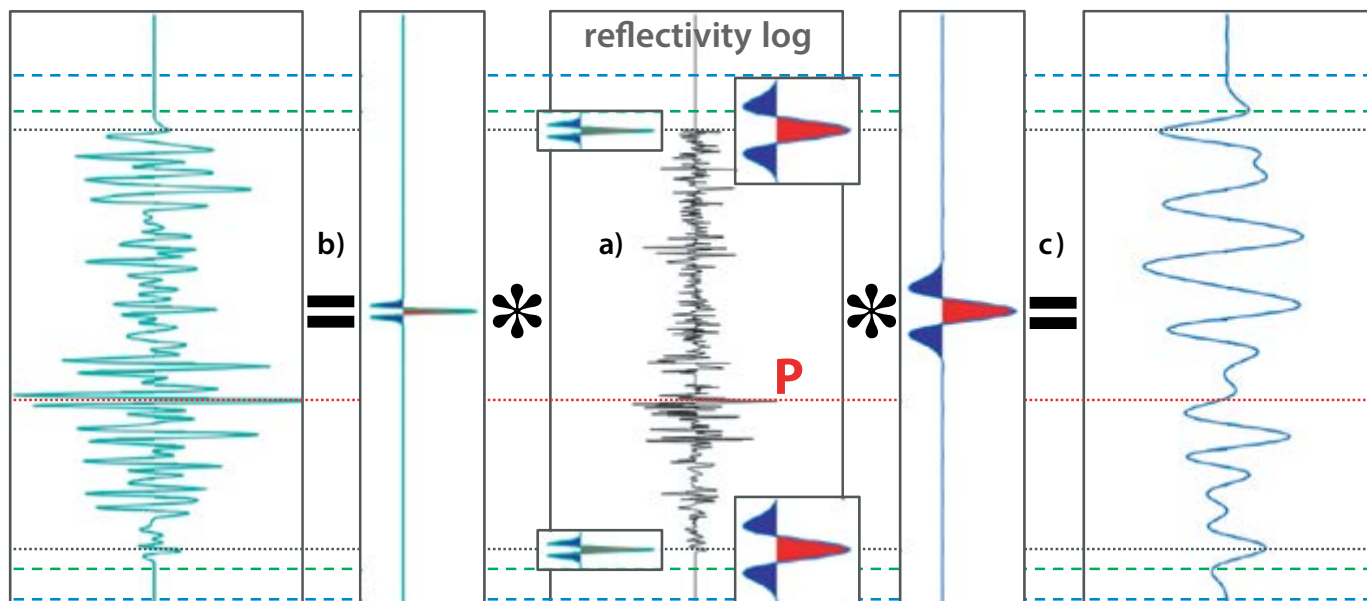 reflectivity log
b)
=
*
a)
*
c)
=
P